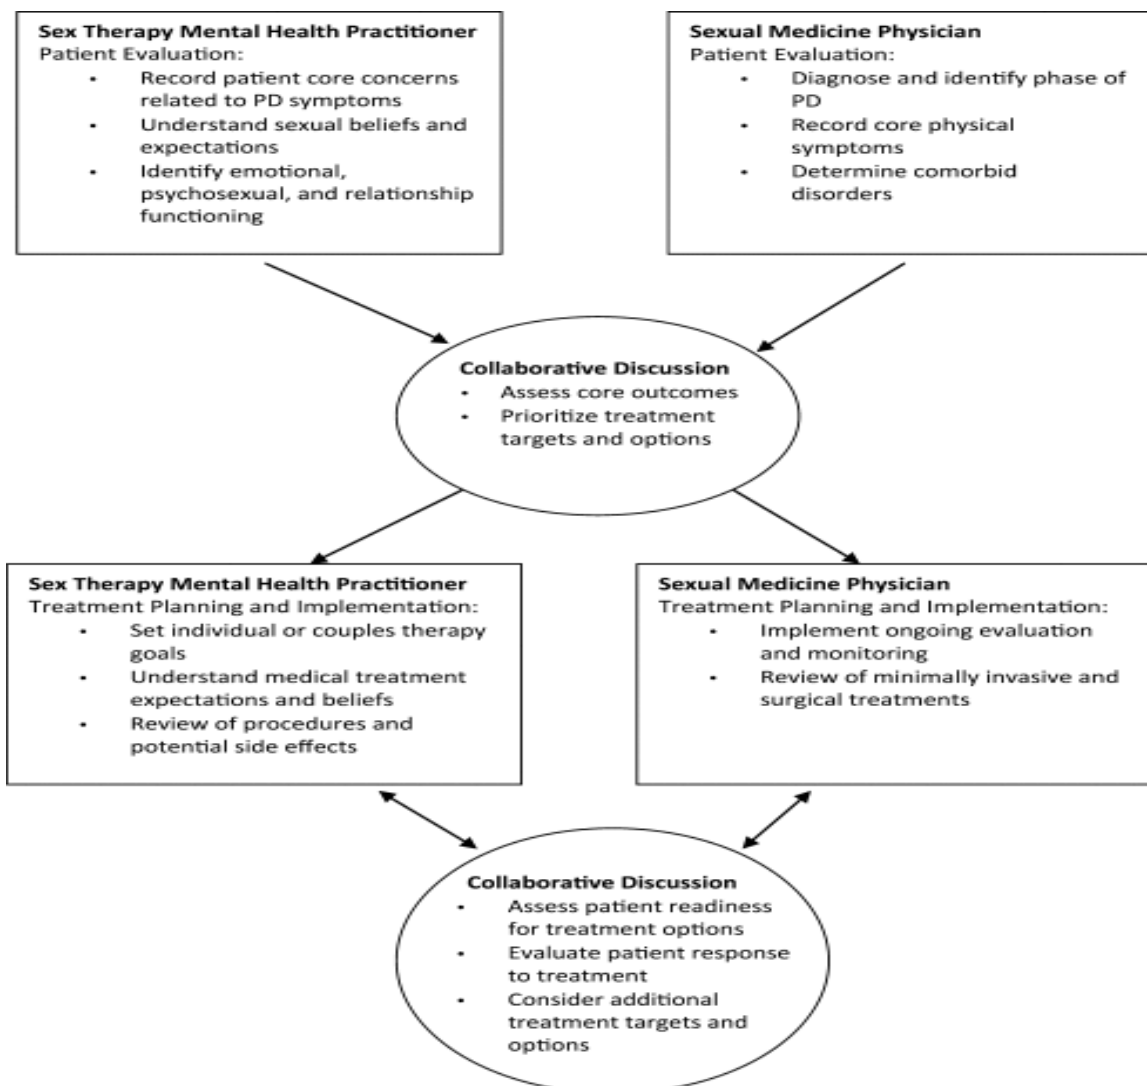 Sex Therapy Mental Health Practitioner
Patient Evaluation:
• Record patient core concerns
related to PD symptoms
• Understand sexual beliefs and
expectations
• Identify emotional,
psychosexual, and relationship
functioning
Sexual Medicine Physician
Patient Evaluation:
• Diagnose and identify phase of
PD
• Record core physical
symptoms
• Determine comorbid
disorders
Collaborative Discussion
• Assess core outcomes
• Prioritize treatment
targets and options
Sex Therapy Mental Health Practitioner
Treatment Planning and Implementation:
• Set individual or couples therapy
goals
• Understand medical treatment
expectations and beliefs
• Review of procedures and
potential side effects
Sexual Medicine Physician
Treatment Planning and Implementation:
• Implement ongoing evaluation
and monitoring
• Review of minimally invasive and
surgical treatments
Collaborative Discussion
• Assess patient readiness
for treatment options
• Evaluate patient response
to treatment
• Consider additional
treatment targets and
options